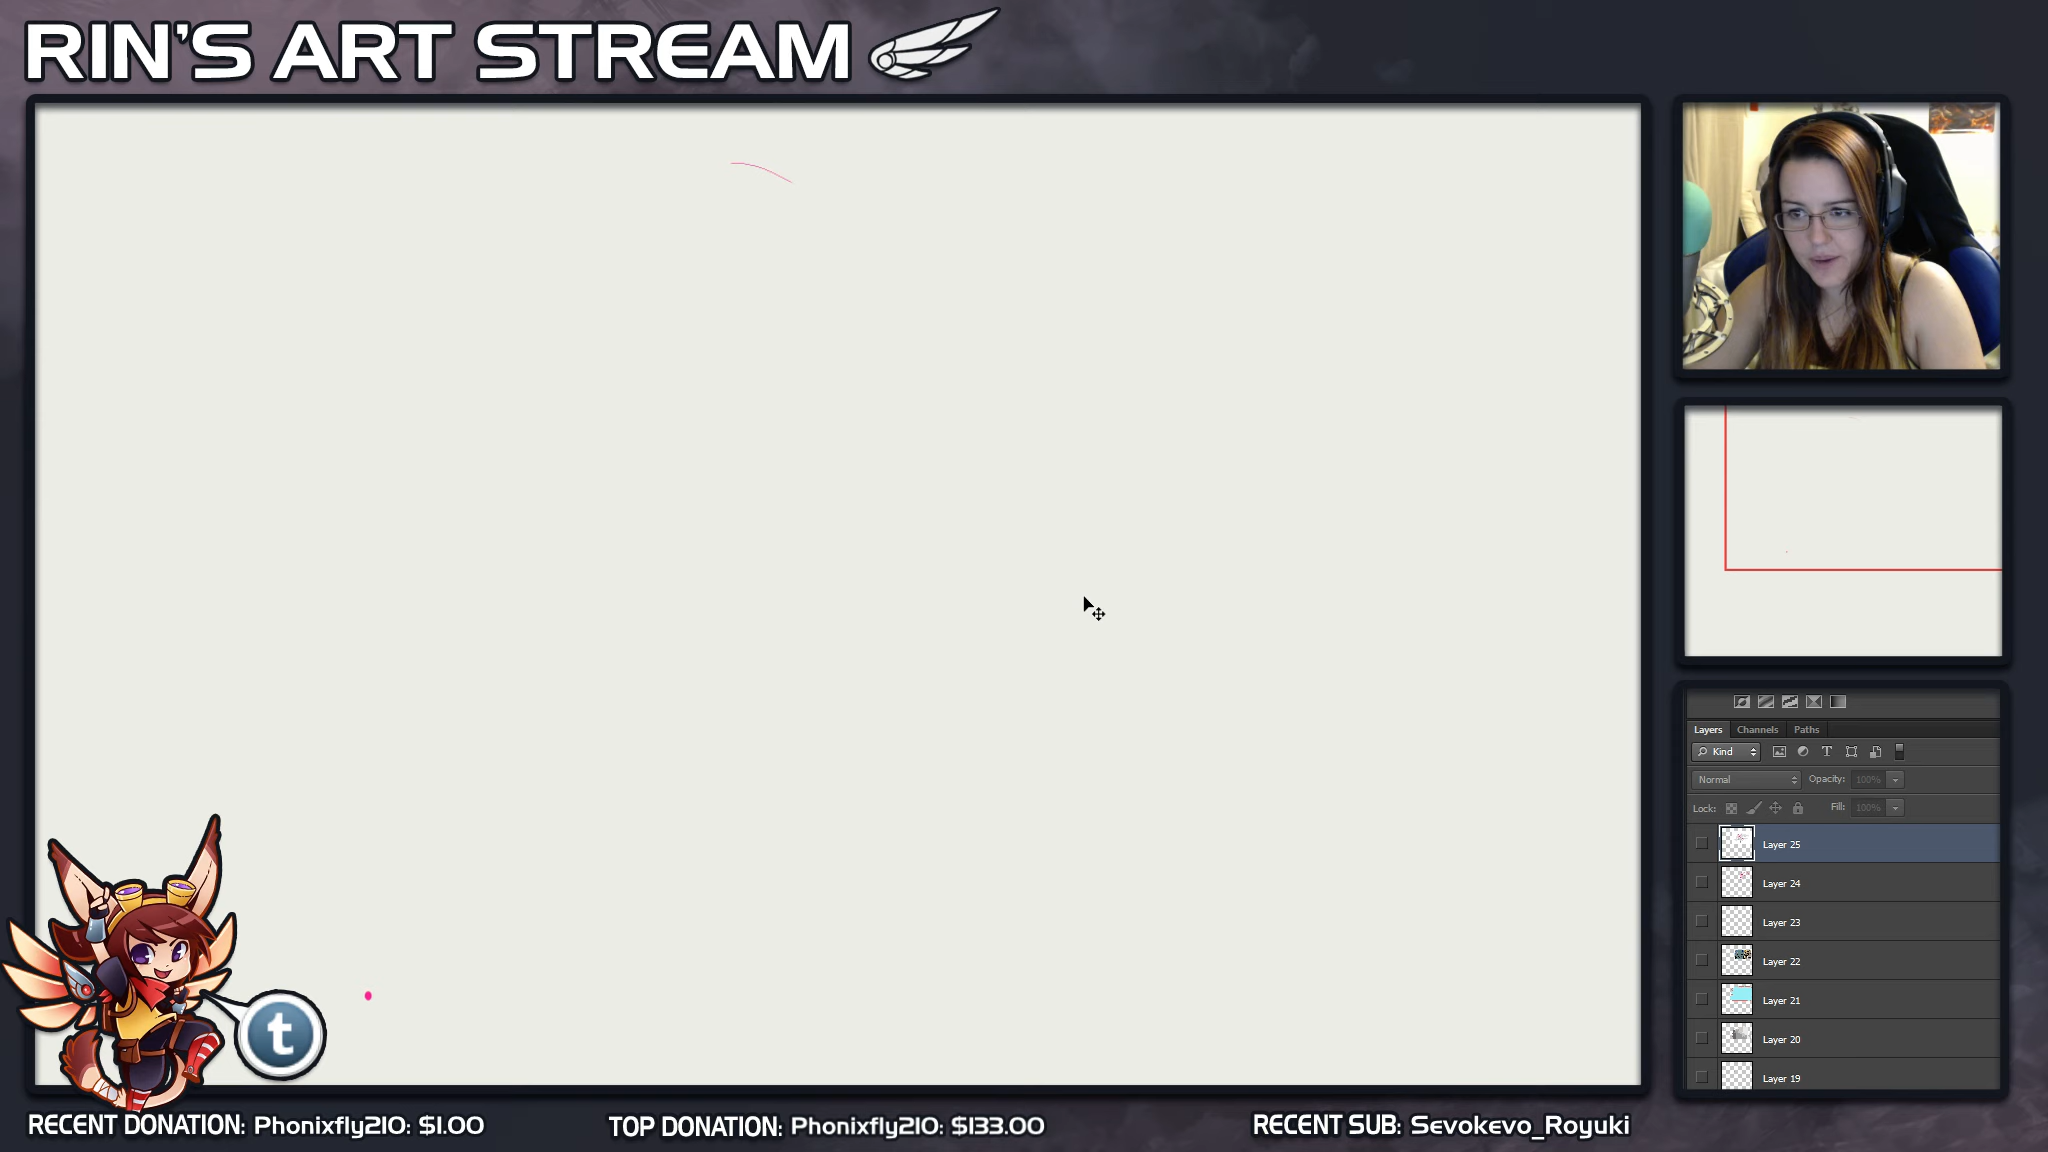 RIN'S ART STREAM
Layers Channels Paths
Kind T
Normal Opacity: 100%
Lock: Fill: 100%
Layer 25
Layer 24
Layer 23
Layer 22
Layer 21
Layer 20
Layer 19
t
RECENT DONATION: Phonixfly210: $1.00 TOP DONATION: Phonixfly210: $133.00 RECENT SUB: Sevokevo_Royuki